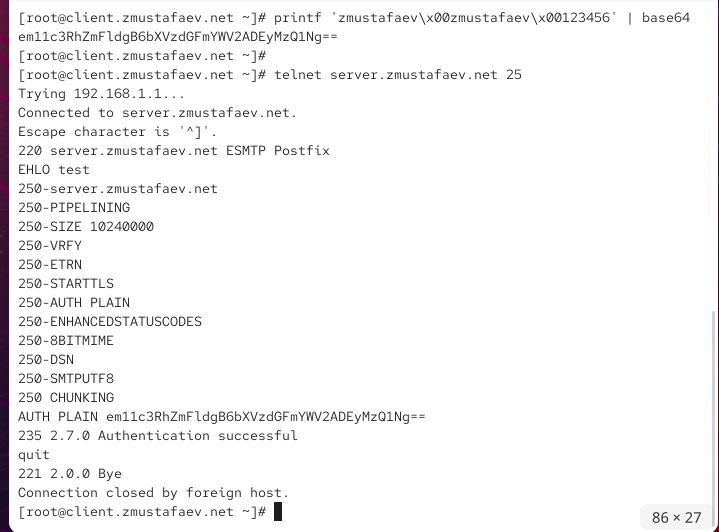 [root@client.zmustafaev.net ~]# printf 'zmustafaev\x00zmustafaev\x00123456' | base64
em11c3RhZmFldgB6bXVzdGFmYWV2ADEyMzQ1Ng==
[root@client.zmustafaev.net ~]#
[root@client.zmustafaev.net ~]# telnet server.zmustafaev.net 25
Trying 192.168.1.1...
Connected to server.zmustafaev.net.
Escape character is '^]'.
220 server.zmustafaev.net ESMTP Postfix
EHLO test
250-server.zmustafaev.net
250-PIPELINING
250-SIZE 10240000
250-VRFY
250-ETRN
250-STARTTLS
250-AUTH PLAIN
250-ENHANCEDSTATUSCODES
250-8BITMIME
250-DSN
250-SMTPUTF8
250 CHUNKING
AUTH PLAIN em11c3RhZmFldgB6bXVzdGFmYWV2ADEyMzQ1Ng==
235 2.7.0 Authentication successful
quit
221 2.0.0 Bye
Connection closed by foreign host.
[root@client.zmustafaev.net ~]#
86 × 27